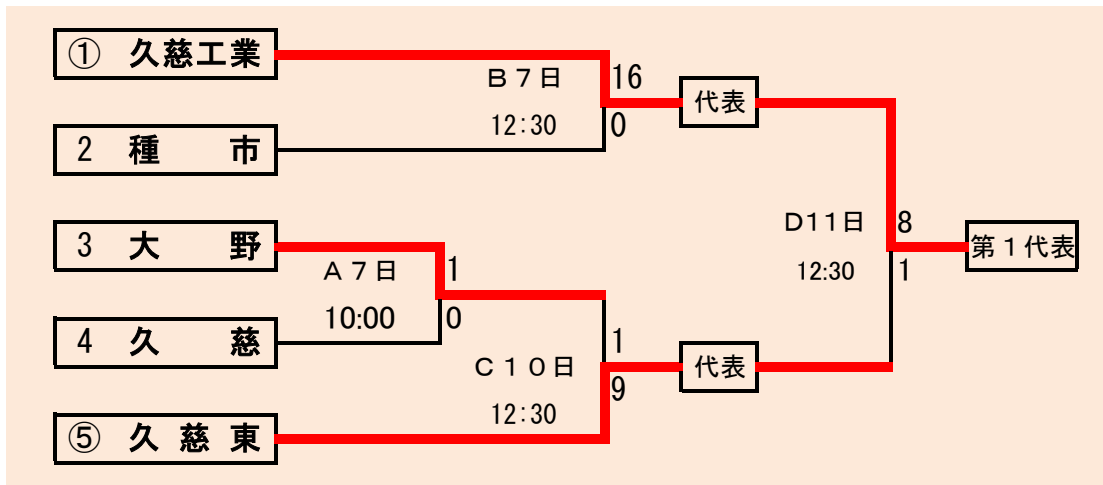 ① 久慈工業
B7日
16
代表
12:30
0
2 種 市
3 大 野
D11日
8
第1代表
A7日
1
12:30
1
10:00
0
4 久 慈
1
C10日
代表
9
12:30
⑤ 久 慈 東